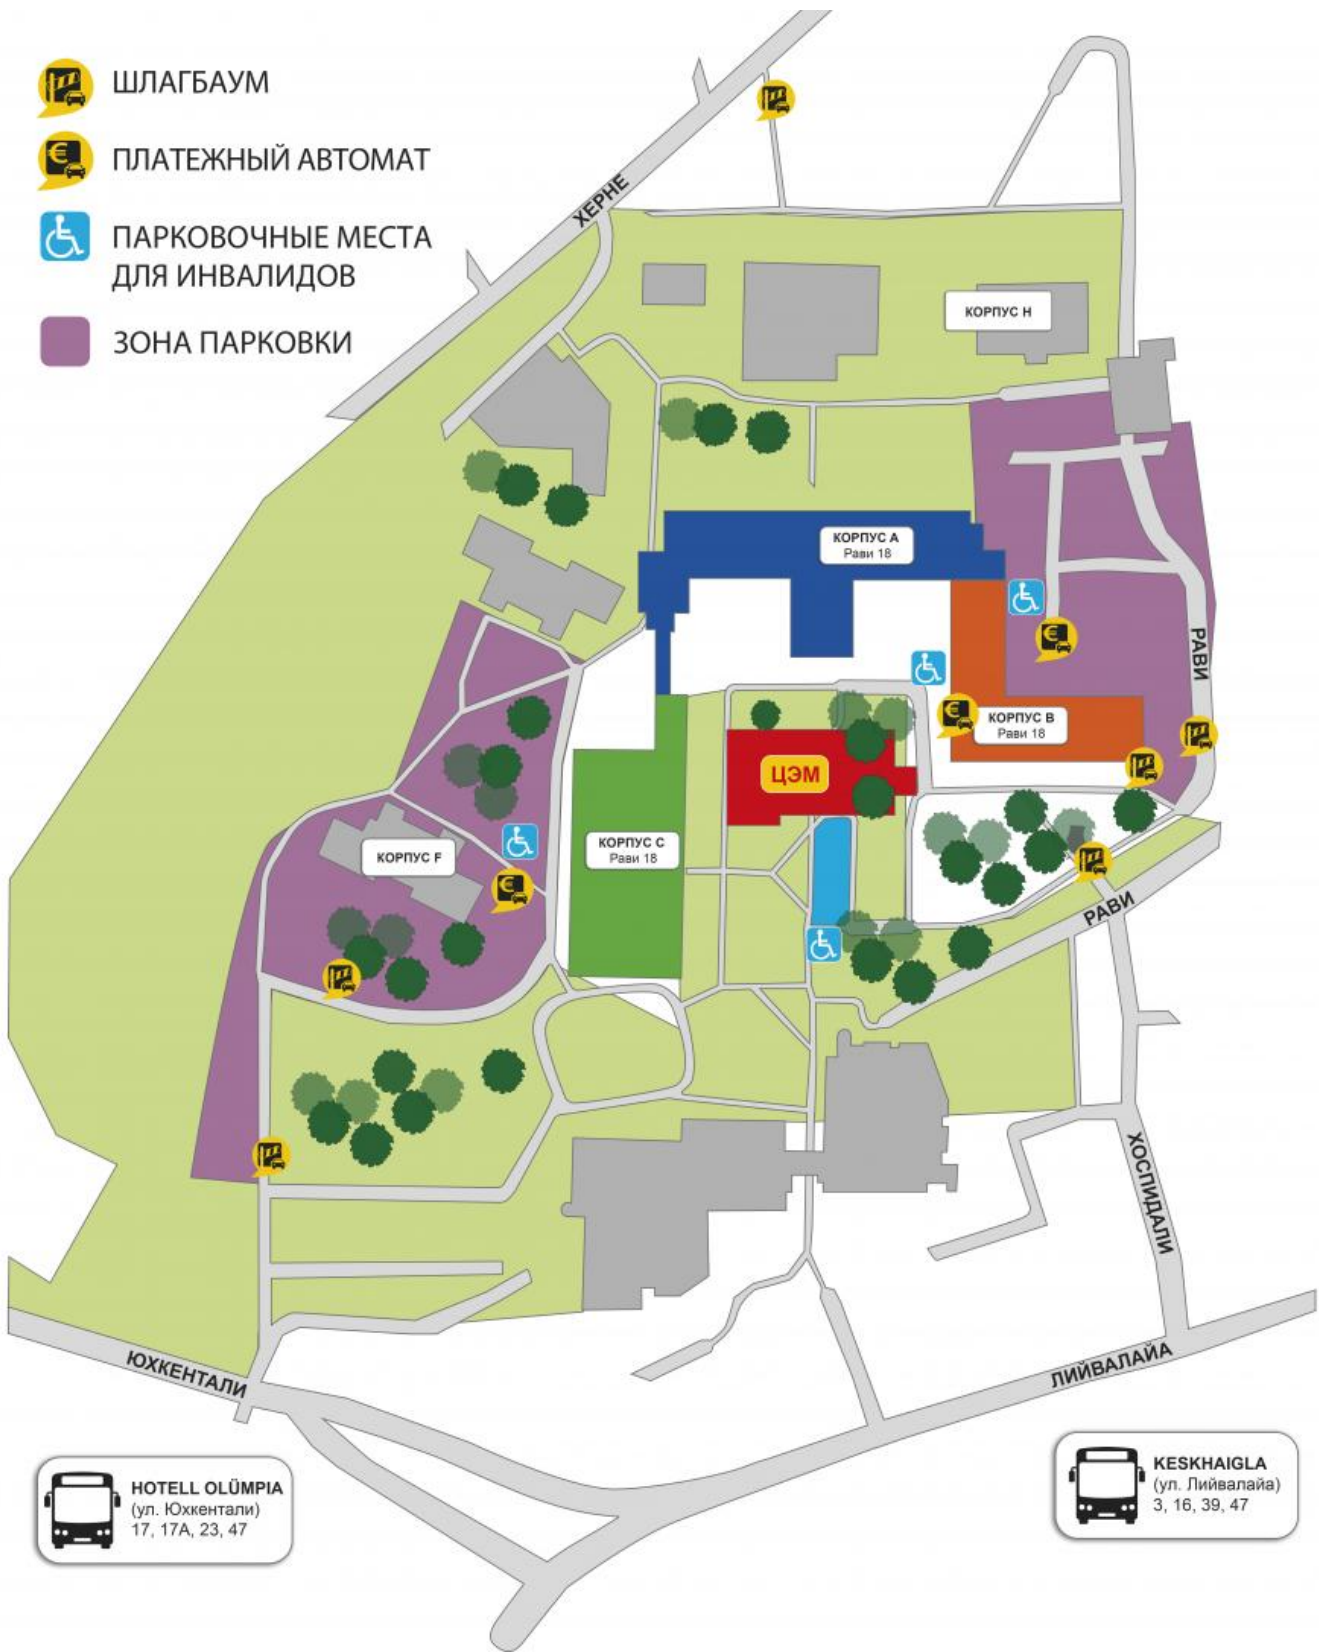 ШЛАГБАУМ
ПЛАТЕЖНЫЙ АВТОМАТ
ПАРКОВОЧНЫЕ МЕСТА
ДЛЯ ИНВАЛИДОВ
ЗОНА ПАРКОВКИ
ХЕРНЕ
КОРПУС H
КОРПУС A
Рави 18
РАВИ
КОРПУС B
Рави 18
ЦЭМ
КОРПУС C
Рави 18
КОРПУС F
РАВИ
ХОСПИДАЛИ
ЮХКЕНТАЛИ
ЛИЙВАЛАЙА
HOTELL OLÜMPIA
(ул. Юхкентали)
17, 17A, 23, 47
KESKHAIGLA
(ул. Лийвалайа)
3, 16, 39, 47